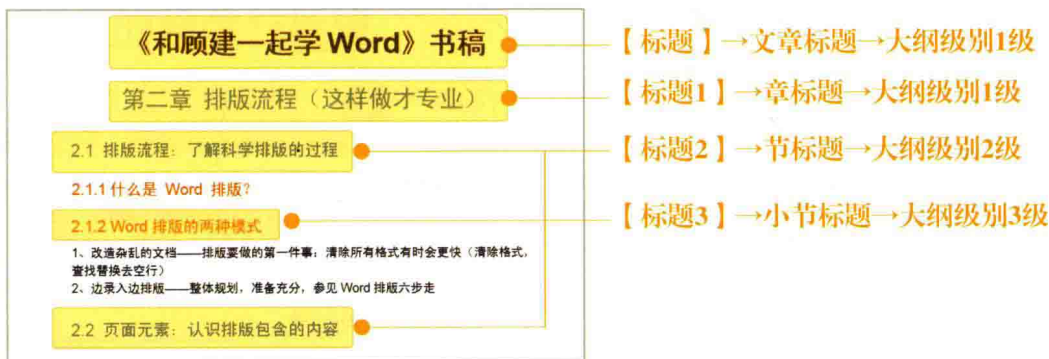 《和顾建一起学 Word》书稿
【标题】→文章标题→大纲级别1级
第二章 排版流程（这样做才专业）
【标题1】→章标题→大纲级别1级
2.1 排版流程：了解科学排版的过程
【标题2】→节标题→大纲级别2级
2.1.1 什么是 Word 排版？
2.1.2 Word 排版的两种模式
【标题3】→小节标题→大纲级别3级
1、改造杂乱的文档——排版要做的第一件事：清除所有格式有时会更快（清除格式，
查找替换去空行）
2、边录入边排版——整体规划，准备充分，参见 Word 排版六步走
2.2 页面元素：认识排版包含的内容